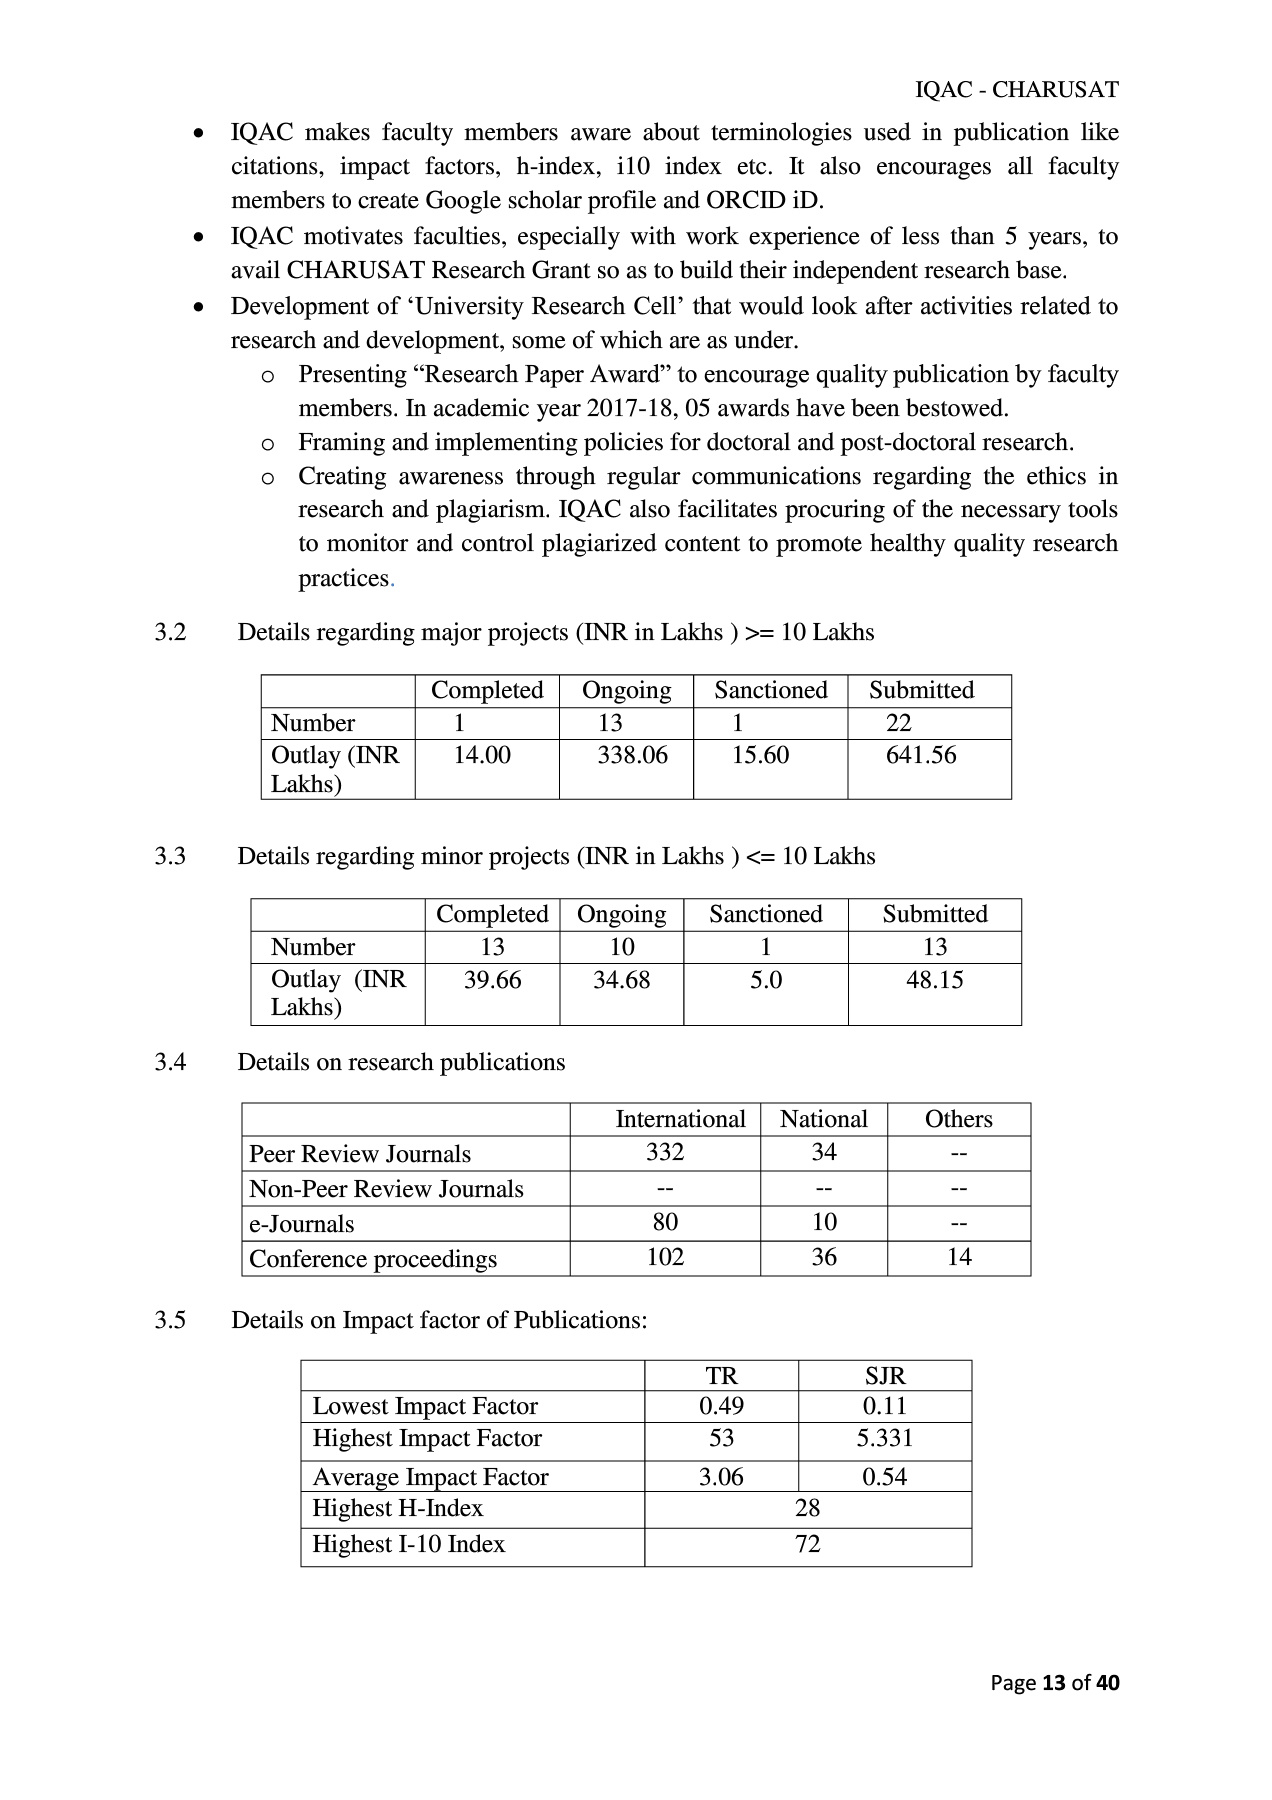 IQAC - CHARUSAT
• IQAC makes faculty members aware about terminologies used in publication like
citations, impact factors, h-index, i10 index etc. It also encourages all faculty
members to create Google scholar profile and ORCID iD.
• IQAC motivates faculties, especially with work experience of less than 5 years, to
avail CHARUSAT Research Grant so as to build their independent research base.
• Development of ‘University Research Cell’ that would look after activities related to
research and development, some of which are as under.
o Presenting “Research Paper Award” to encourage quality publication by faculty
members. In academic year 2017-18, 05 awards have been bestowed.
o Framing and implementing policies for doctoral and post-doctoral research.
o Creating awareness through regular communications regarding the ethics in
research and plagiarism. IQAC also facilitates procuring of the necessary tools
to monitor and control plagiarized content to promote healthy quality research
practices.
3.2 Details regarding major projects (INR in Lakhs ) >= 10 Lakhs
Completed Ongoing Sanctioned Submitted
Number 1 13 1 22
Outlay (INR 14.00 338.06 15.60 641.56
Lakhs)
3.3 Details regarding minor projects (INR in Lakhs ) <= 10 Lakhs
Completed Ongoing Sanctioned Submitted
Number 13 10 1 13
Outlay (INR 39.66 34.68 5.0 48.15
Lakhs)
3.4 Details on research publications
International National Others
Peer Review Journals 332 34 --
Non-Peer Review Journals -- -- --
e-Journals 80 10 --
Conference proceedings 102 36 14
3.5 Details on Impact factor of Publications:
TR SJR
Lowest Impact Factor 0.49 0.11
Highest Impact Factor 53 5.331
Average Impact Factor 3.06 0.54
Highest H-Index 28
Highest I-10 Index 72
Page 13 of 40